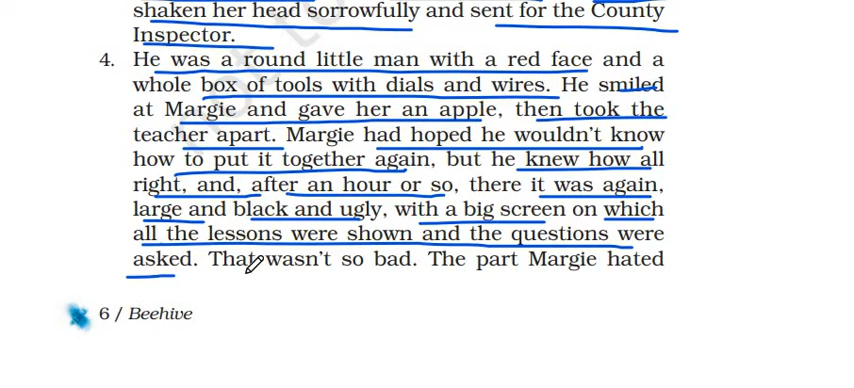 shaken her head sorrowfully and sent for the County
Inspector.
4. He was a round little man with a red face and a
whole box of tools with dials and wires. He smiled
at Margie and gave her an apple, then took the
teacher apart. Margie had hoped he wouldn't know
how to put it together again, but he knew how all
right, and, after an hour or so, there it was again,
large and black and ugly, with a big screen on which
all the lessons were shown and the questions were
asked. That wasn't so bad. The part Margie hated
6 / Beehive